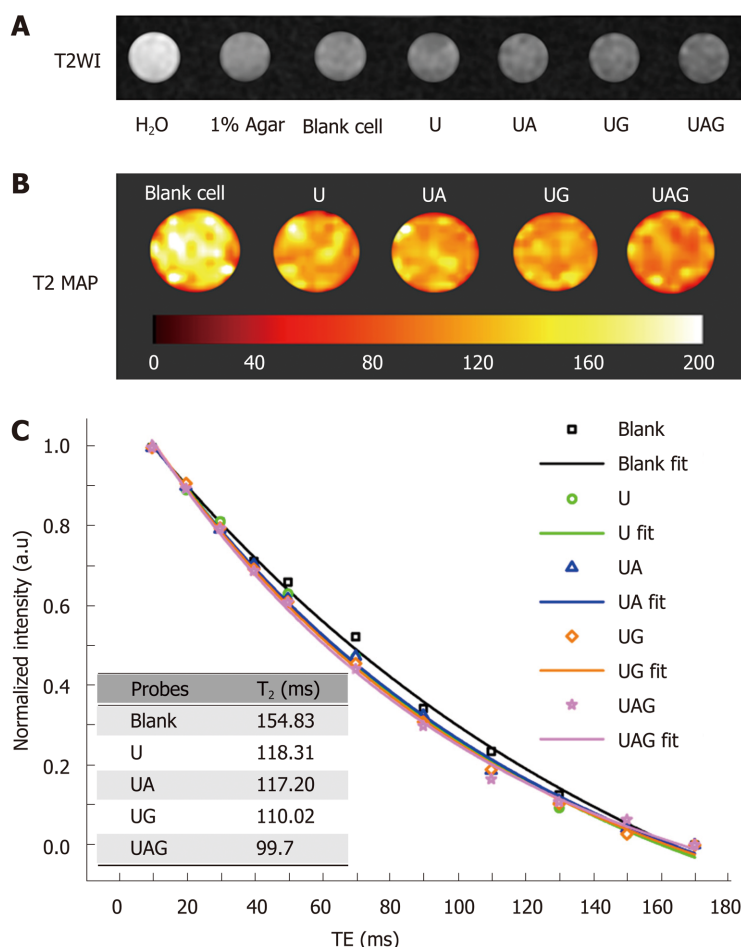 A
T2WI
H₂O 1% Agar Blank cell U UA UG UAG
B
Blank cell U UA UG UAG
T2 MAP
0 40 80 120 160 200
C
Normalized intensity (a.u)
1.0
0.8
0.6
0.4
0.2
0.0
Blank
Blank fit
U
U fit
UA
UA fit
UG
UG fit
UAG
UAG fit
Probes T₂ (ms)
Blank 154.83
U 118.31
UA 117.20
UG 110.02
UAG 99.7
0 20 40 60 80 100 120 140 160 180
TE (ms)